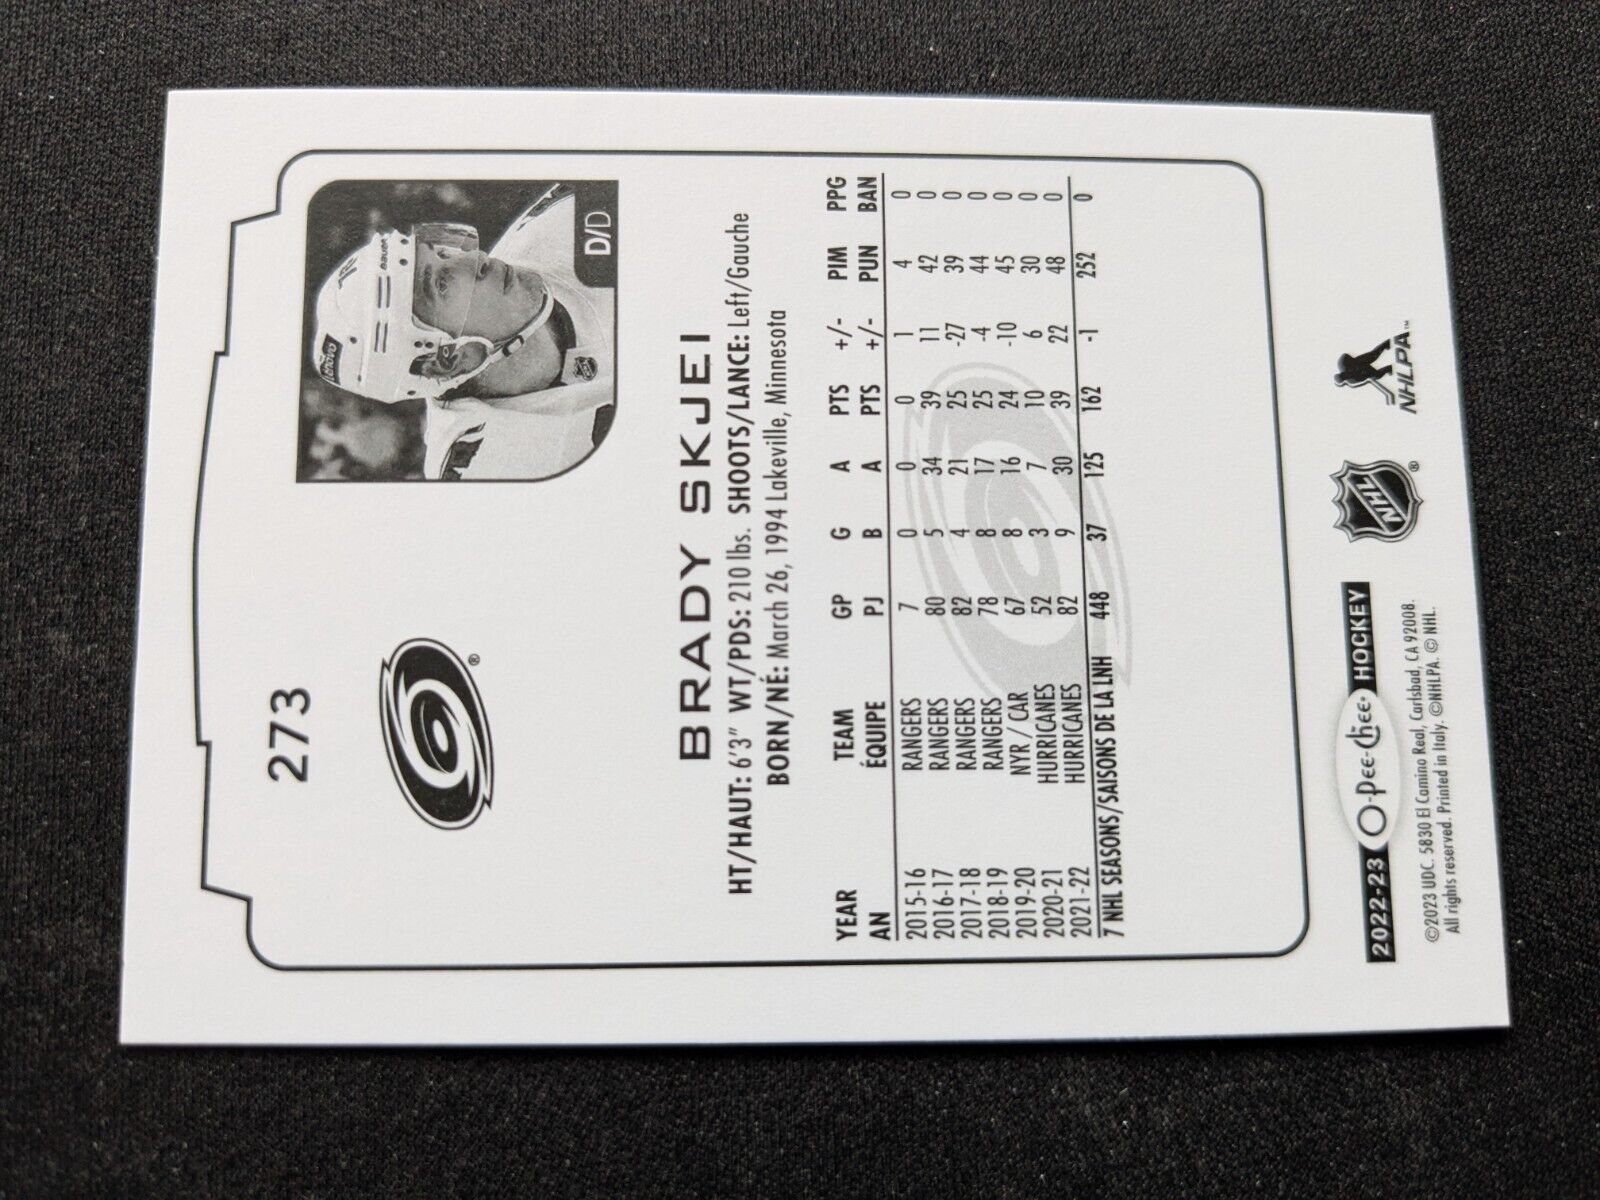 273
®
D/D
BRADY SKJEI
HT/HAUT: 6'3" WT/PDS: 210 lbs. SHOOTS/LANCE: Left/Gauche
BORN/NÉ: March 26, 1994 Lakeville, Minnesota
YEAR TEAM GP G A PTS +/- PIM PPG
AN ÉQUIPE PJ B A PTS +/- PUN BAN
2015-16 RANGERS 7 0 0 0 1 4 0
2016-17 RANGERS 80 5 34 39 11 42 0
2017-18 RANGERS 82 4 21 25 -27 39 0
2018-19 RANGERS 78 8 17 25 -4 44 0
2019-20 NYR / CAR 67 8 16 24 -10 45 0
2020-21 HURRICANES 52 3 7 10 6 30 0
2021-22 HURRICANES 82 9 30 39 22 48 0
7 NHL SEASONS/SAISONS DE LA LNH 448 37 125 162 -1 252 0
2022-23 O-Pee-Chee HOCKEY NHL ® NHLPA™
©2023 UDC. 5830 El Camino Real, Carlsbad, CA 92008.
All rights reserved. Printed in Italy. ©NHLPA. © NHL.